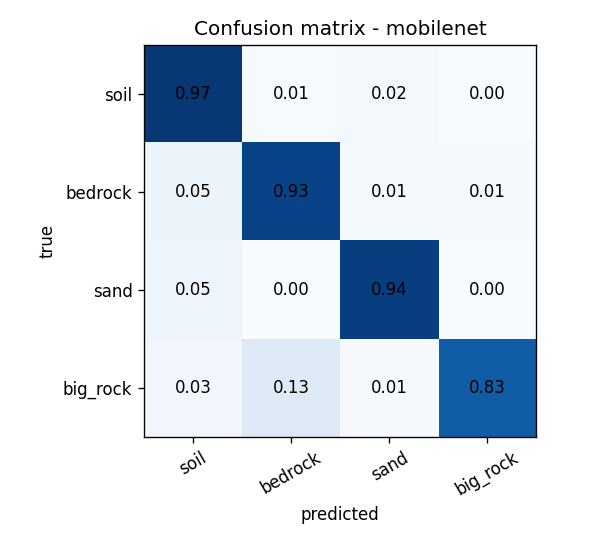 Confusion matrix - mobilenet
true
soil 0.97 0.01 0.02 0.00
bedrock 0.05 0.93 0.01 0.01
sand 0.05 0.00 0.94 0.00
big_rock 0.03 0.13 0.01 0.83
soil bedrock sand big_rock
predicted